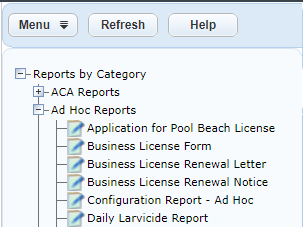 Menu Refresh Help
Reports by Category
ACA Reports
Ad Hoc Reports
Application for Pool Beach License
Business License Form
Business License Renewal Letter
Business License Renewal Notice
Configuration Report - Ad Hoc
Daily Larvicide Report